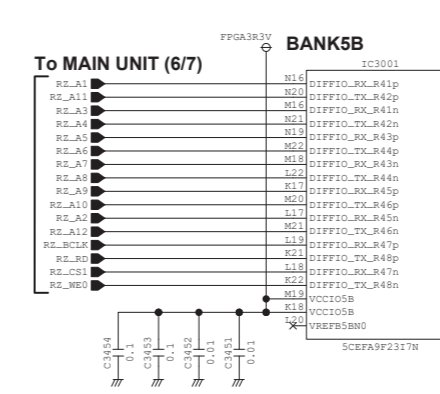 FPGA3R3V
BANK5B
To MAIN UNIT (6/7)
IC3001
RZ_A1 N16 DIFFIO_RX_R41p
RZ_A11 N20 DIFFIO_TX_R42p
RZ_A3 M16 DIFFIO_RX_R41n
RZ_A4 N21 DIFFIO_TX_R42n
RZ_A5 N19 DIFFIO_RX_R43p
RZ_A6 M22 DIFFIO_TX_R44p
RZ_A7 M18 DIFFIO_RX_R43n
RZ_A8 L22 DIFFIO_TX_R44n
RZ_A9 K17 DIFFIO_RX_R45p
RZ_A10 M20 DIFFIO_TX_R46p
RZ_A2 L17 DIFFIO_RX_R45n
RZ_A12 M21 DIFFIO_TX_R46n
RZ_BCLK L19 DIFFIO_RX_R47p
RZ_RD K21 DIFFIO_TX_R48p
RZ_CS1 L18 DIFFIO_RX_R47n
RZ_WE0 K22 DIFFIO_TX_R48n
M19 VCCIO5B
K18 VCCIO5B
L20 VREFB5BN0
5CEFA9F23I7N
C3454 0.1
C3453 0.1
C3452 0.01
C3451 0.01